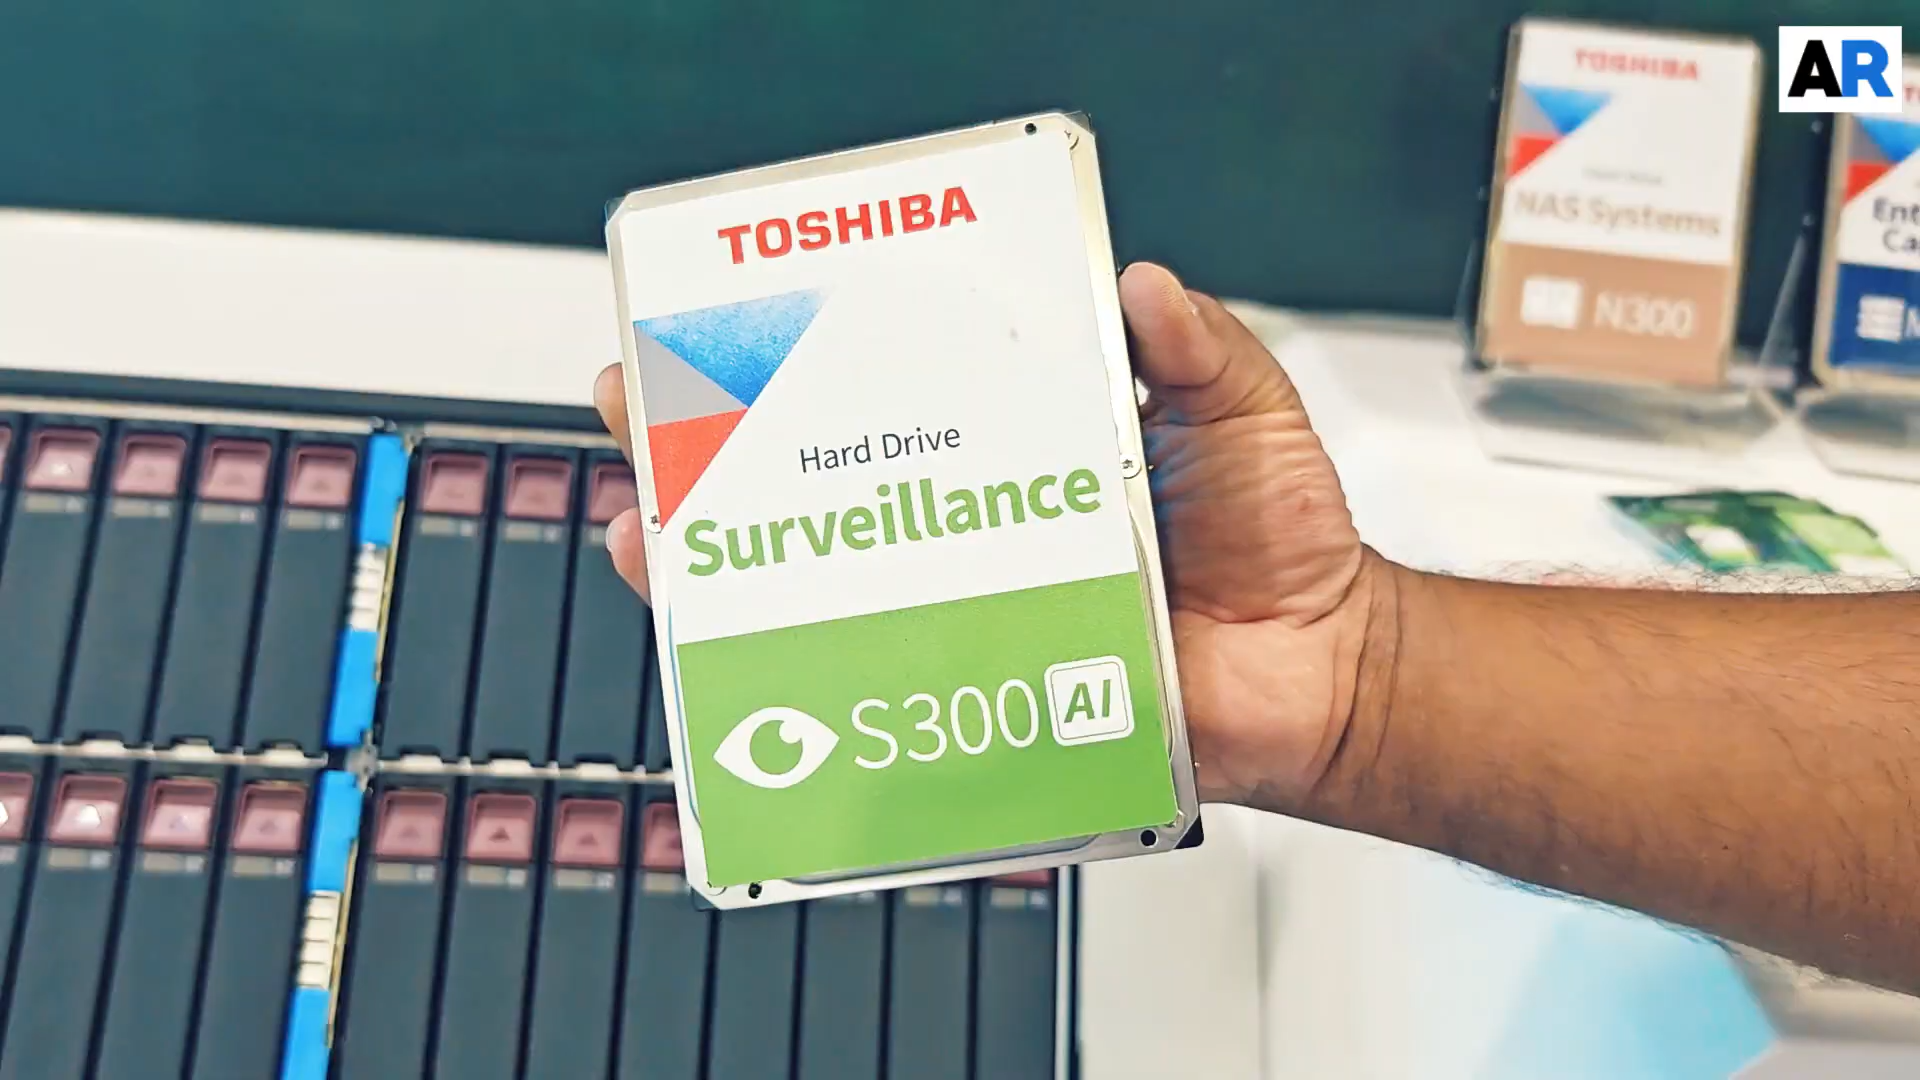 TOSHIBA
Hard Drive
Surveillance
S300 AI
TOSHIBA
NAS Systems
N300
AR